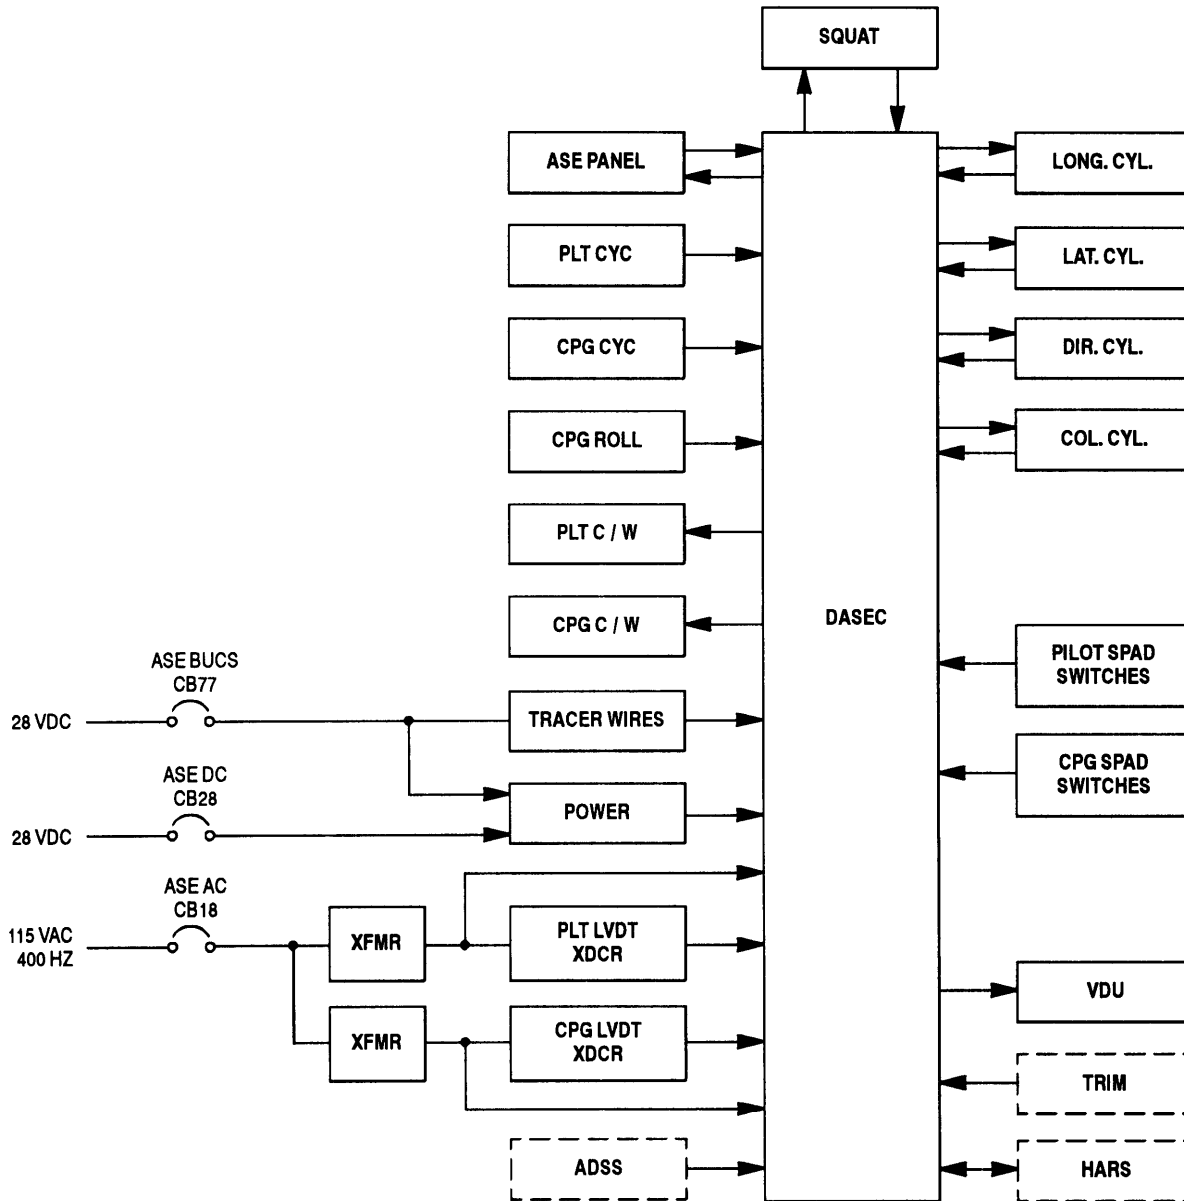 SQUAT
ASE PANEL
PLT CYC
CPG CYC
CPG ROLL
PLT C / W
CPG C / W
ASE BUCS
CB77
28 VDC
TRACER WIRES
ASE DC
CB28
28 VDC
POWER
ASE AC
CB18
115 VAC
400 HZ
XFMR
PLT LVDT
XDCR
XFMR
CPG LVDT
XDCR
ADSS
DASEC
LONG. CYL.
LAT. CYL.
DIR. CYL.
COL. CYL.
PILOT SPAD
SWITCHES
CPG SPAD
SWITCHES
VDU
TRIM
HARS